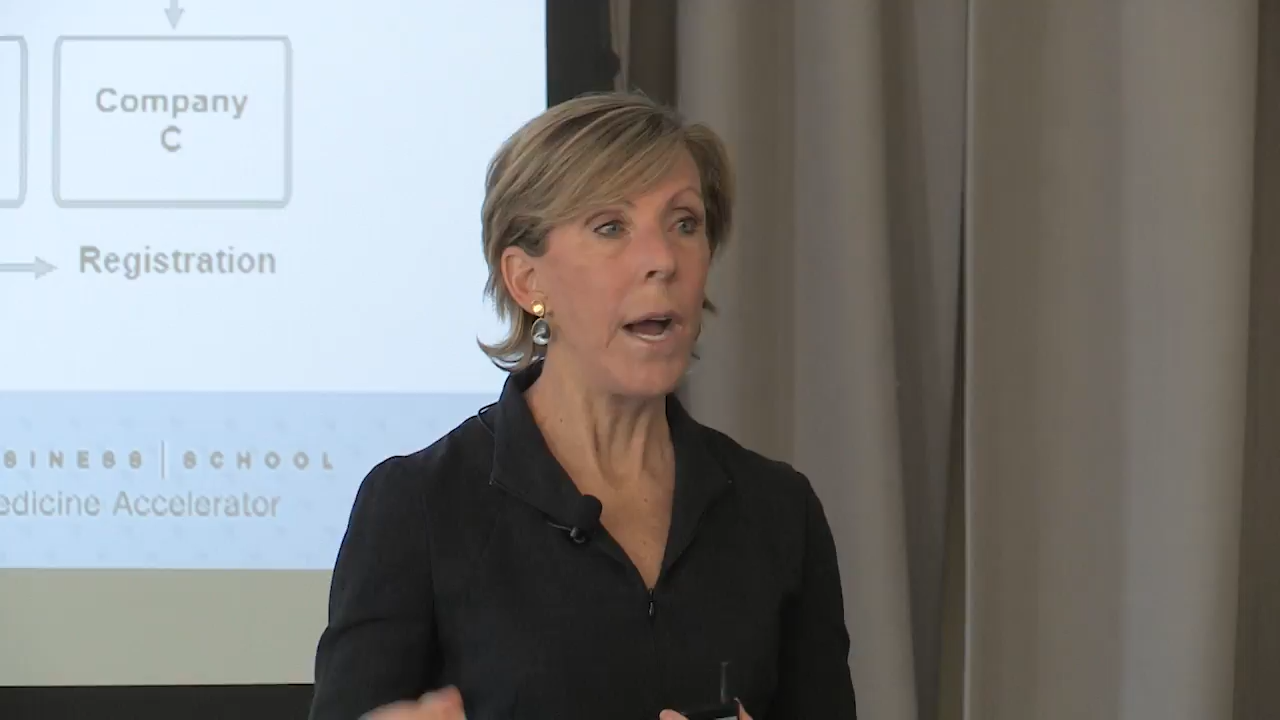 Company
C
Registration
SINESS | SCHOOL
edicine Accelerator